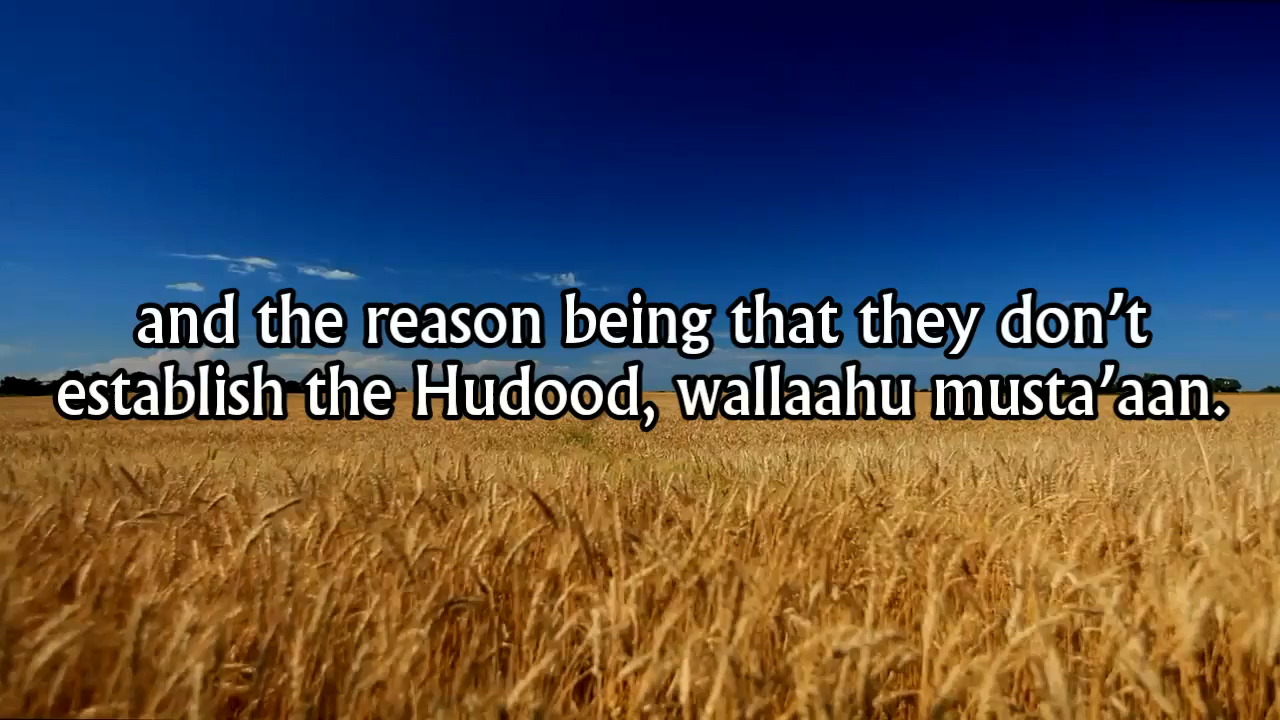 and the reason being that they don’t
establish the Hudood, wallaahu musta’aan.